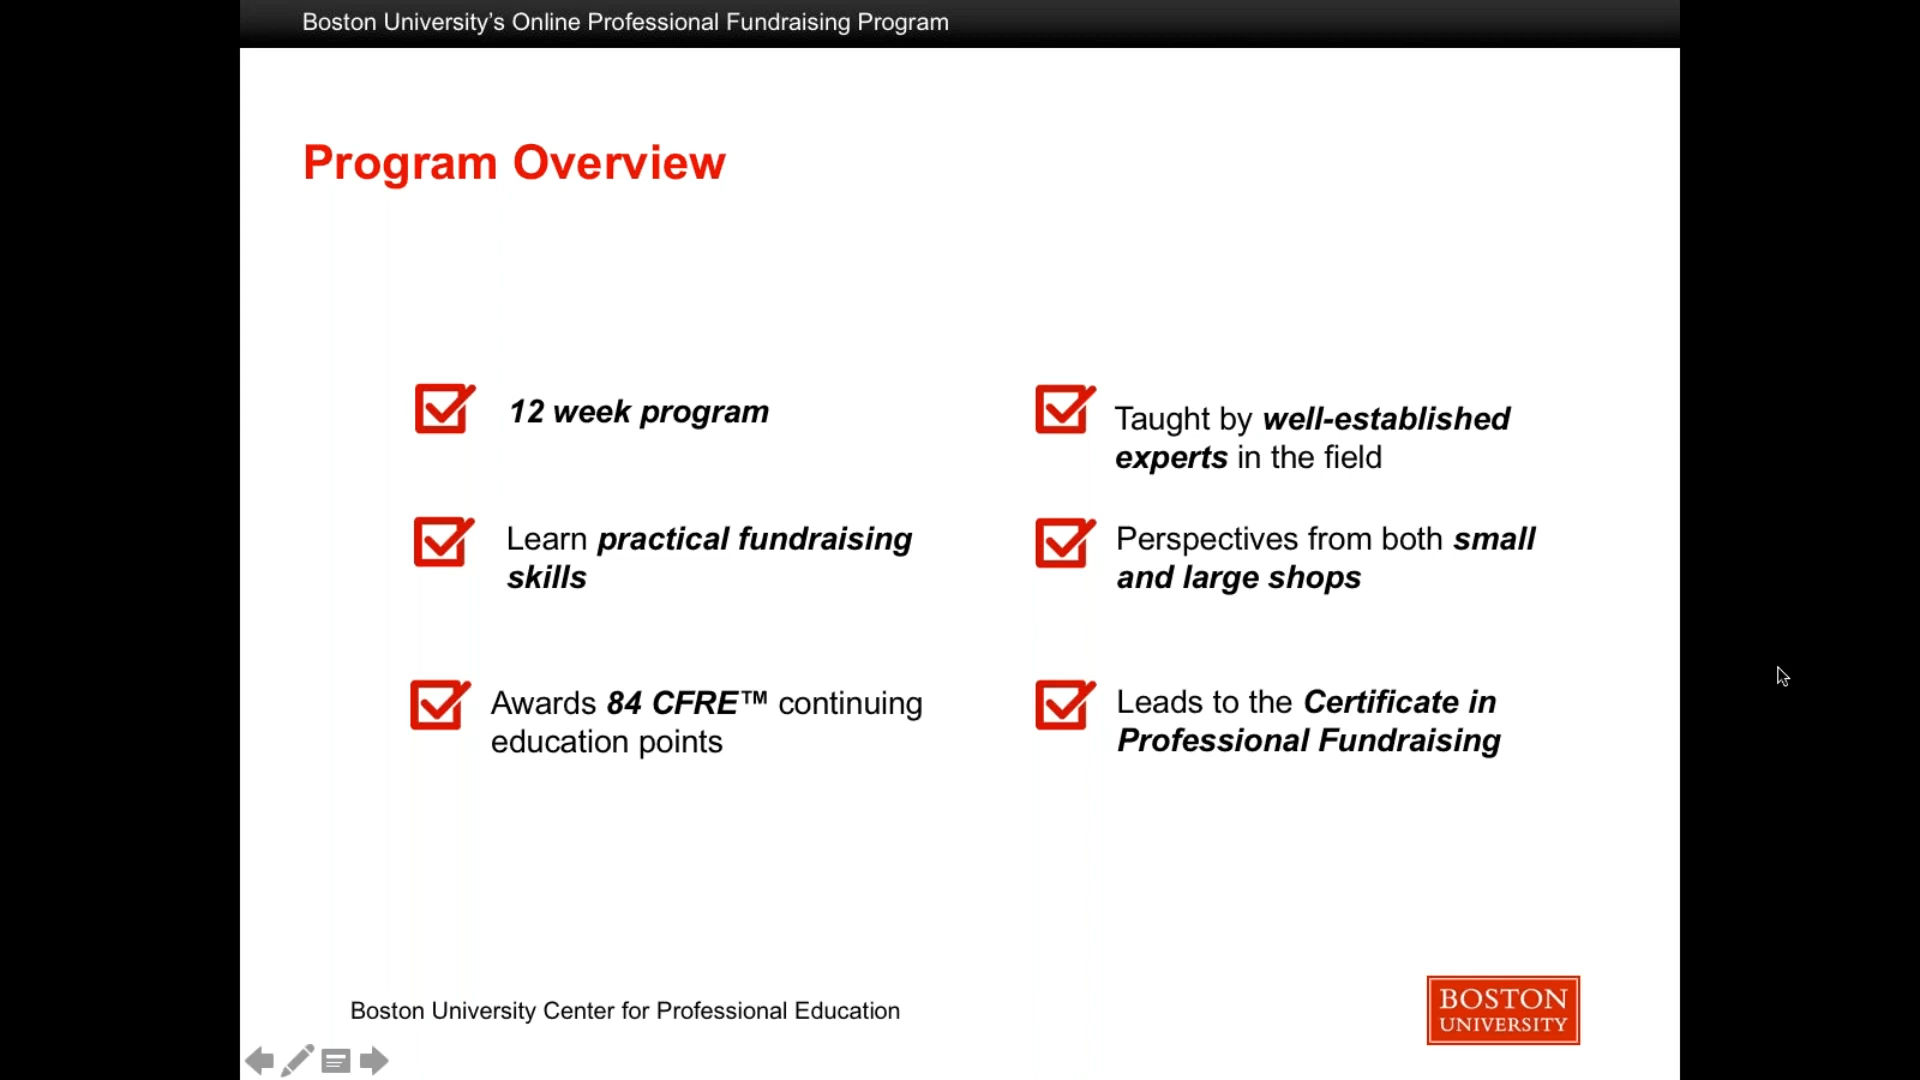 Boston University’s Online Professional Fundraising Program
Program Overview
12 week program
Learn practical fundraising
skills
Awards 84 CFRE™ continuing
education points
Taught by well-established
experts in the field
Perspectives from both small
and large shops
Leads to the Certificate in
Professional Fundraising
Boston University Center for Professional Education
BOSTON
UNIVERSITY